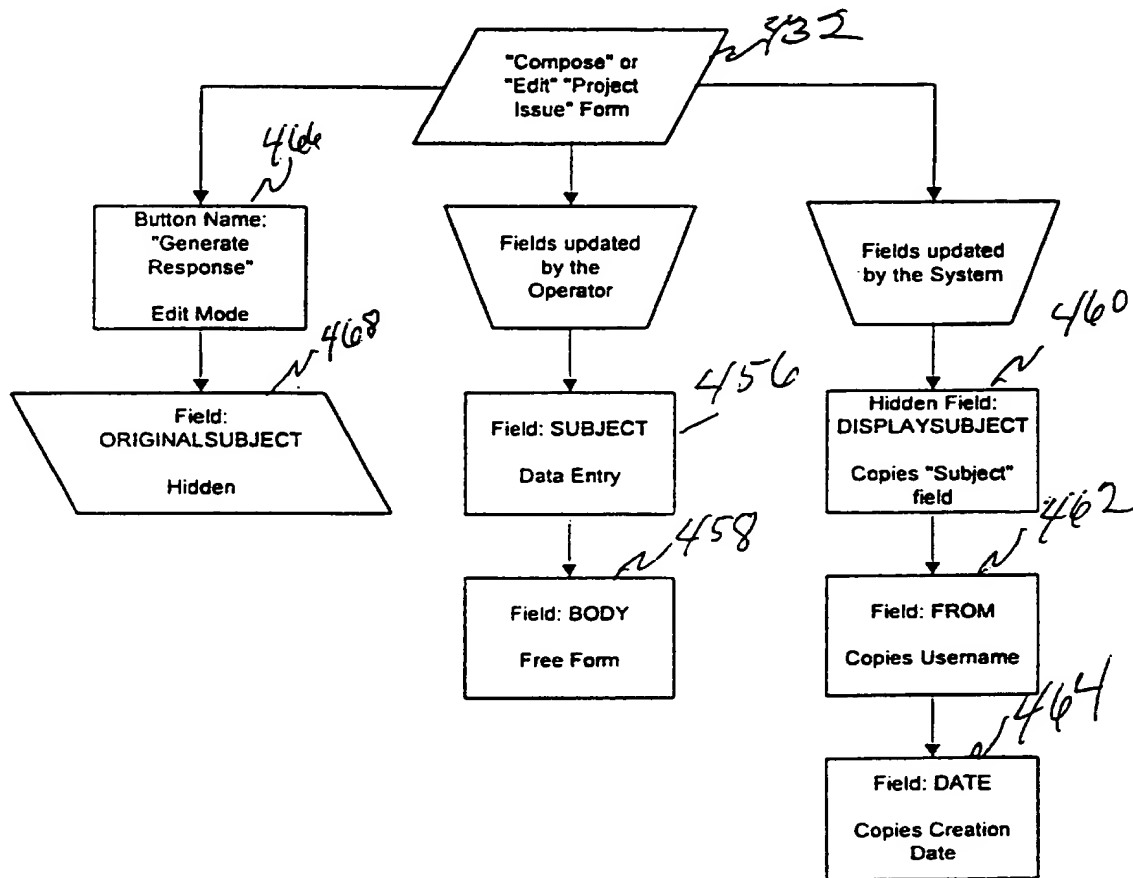 "Compose" or
"Edit" "Project
Issue" Form
432
466
Button Name:
"Generate
Response"
Edit Mode
Fields updated
by the
Operator
Fields updated
by the System
468
Field:
ORIGINALSUBJECT
Hidden
456
Field: SUBJECT
Data Entry
460
Hidden Field:
DISPLAYSUBJECT
Copies "Subject"
field
458
Field: BODY
Free Form
462
Field: FROM
Copies Username
464
Field: DATE
Copies Creation
Date